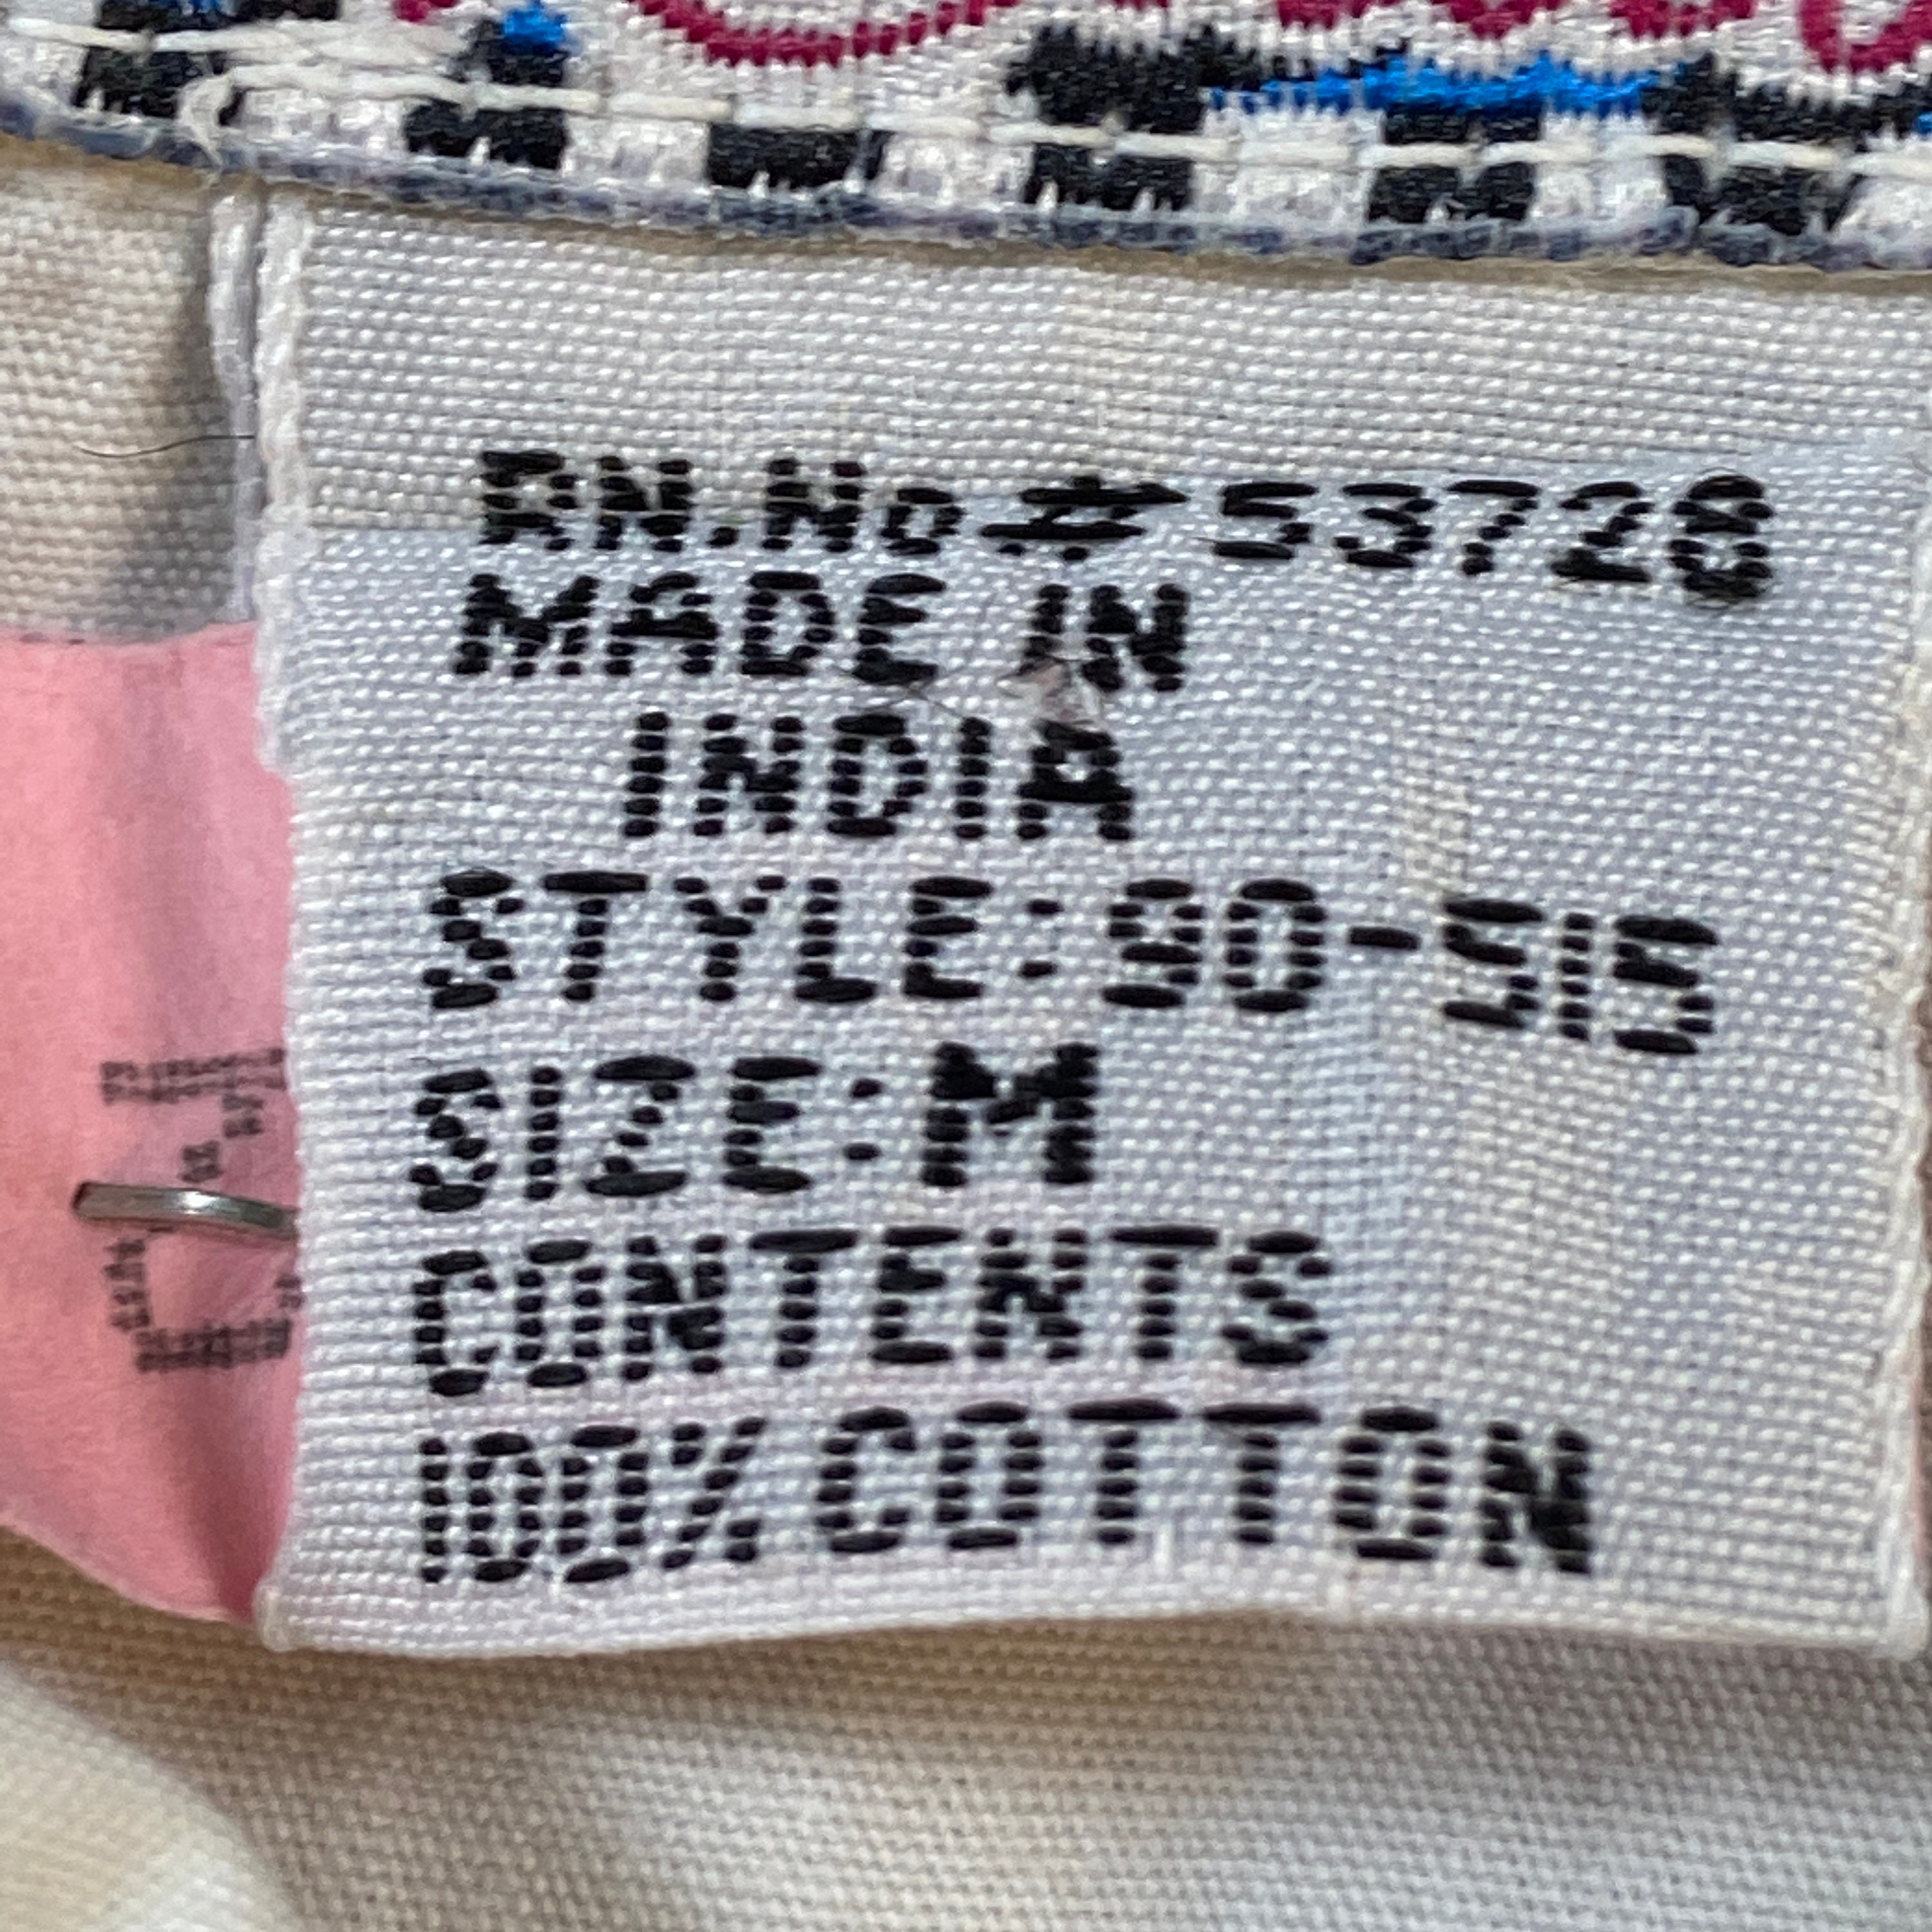 RN.No#53728
MADE IN
INDIA
STYLE:90-515
SIZE:M
CONTENTS
100% COTTON